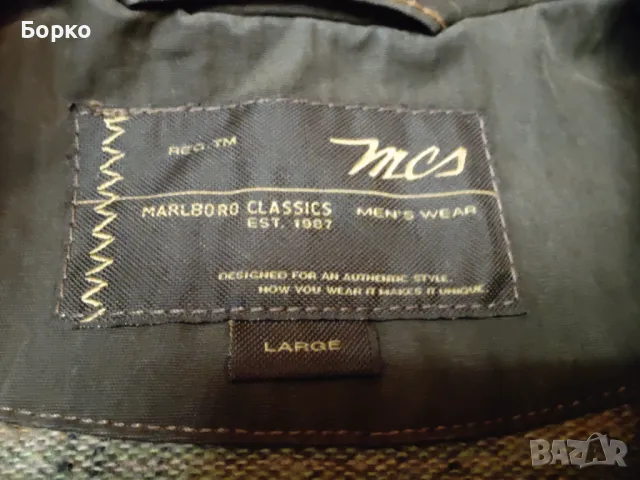 Борко
REG TM
mcs
MARLBORO CLASSICS MEN'S WEAR
EST. 1987
DESIGNED FOR AN AUTHENTIC STYLE.
HOW YOU WEAR IT MAKES IT UNIQUE.
LARGE
BAZAR